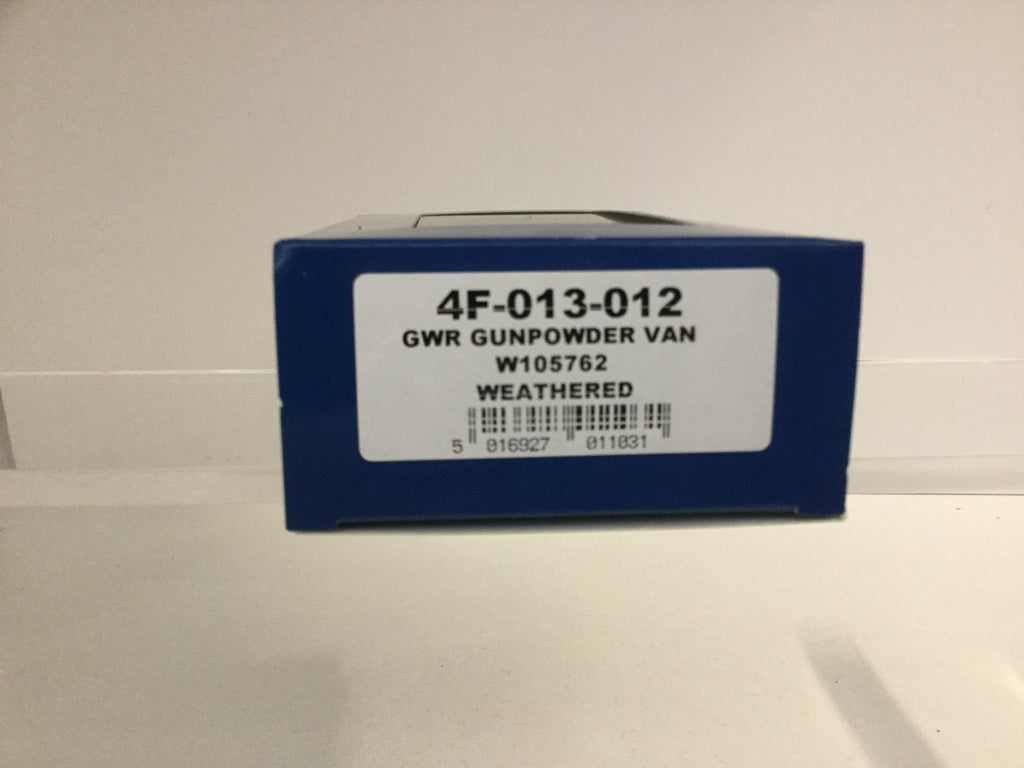 4F-013-012
GWR GUNPOWDER VAN
W105762
WEATHERED
5 016927 011031